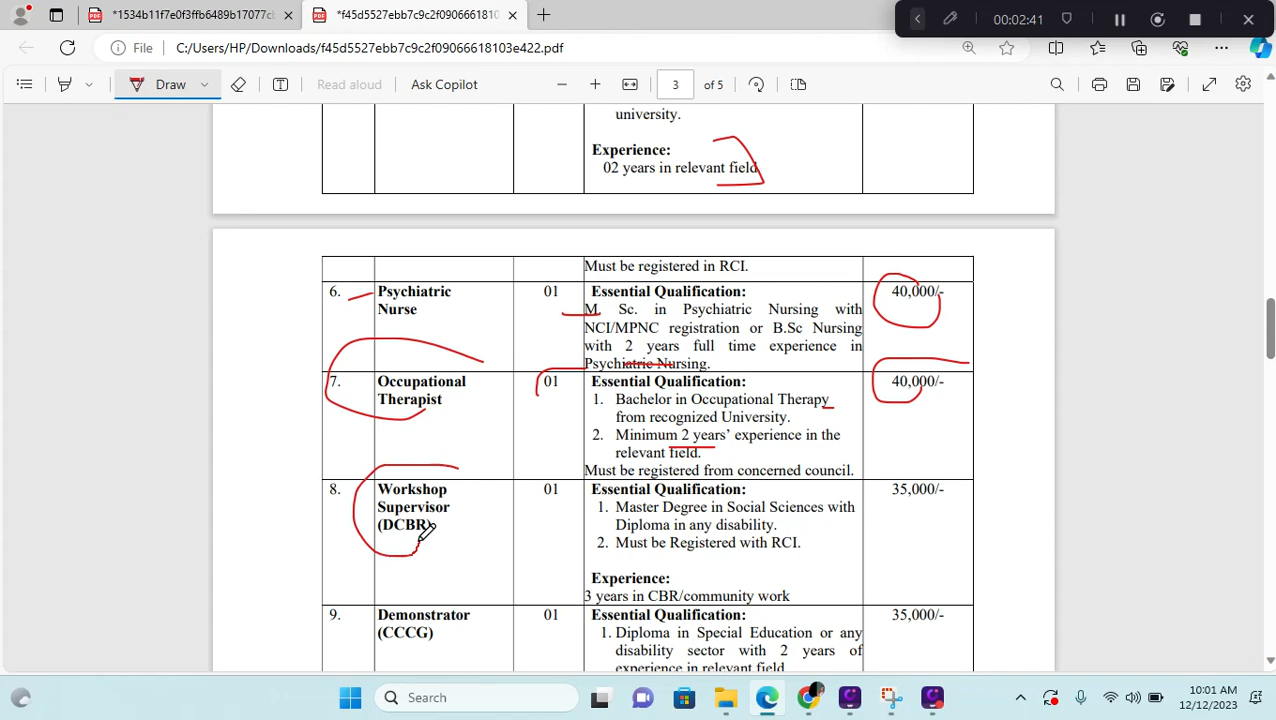 *1534b11f7e0f3ffb6489b17077cl
*f45d5527ebb7c9c2f0906661810
00:02:41
File
C:/Users/HP/Downloads/f45d5527ebb7c9c2f09066618103e422.pdf
Draw
Read aloud
Ask Copilot
3
of 5
university.
Experience:
02 years in relevant field
Must be registered in RCI.
6.
Psychiatric
Nurse
01
Essential Qualification:
M. Sc. in Psychiatric Nursing with
NCI/MPNC registration or B.Sc Nursing
with 2 years full time experience in
Psychiatric Nursing.
40,000/-
7.
Occupational
Therapist
01
Essential Qualification:
1. Bachelor in Occupational Therapy
from recognized University.
2. Minimum 2 years’ experience in the
relevant field.
Must be registered from concerned council.
40,000/-
8.
Workshop
Supervisor
(DCBR)
01
Essential Qualification:
1. Master Degree in Social Sciences with
Diploma in any disability.
2. Must be Registered with RCI.
Experience:
3 years in CBR/community work
35,000/-
9.
Demonstrator
(CCCG)
01
Essential Qualification:
1. Diploma in Special Education or any
disability sector with 2 years of
experience in relevant field
35,000/-
Search
10:01 AM
12/12/2023